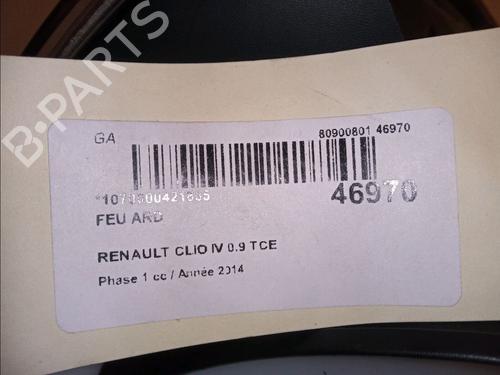 B-PARTS
GA
80900801 46970
46970
FEU ARD
RENAULT CLIO IV 0.9 TCE
Phase 1 cc / Année 2014